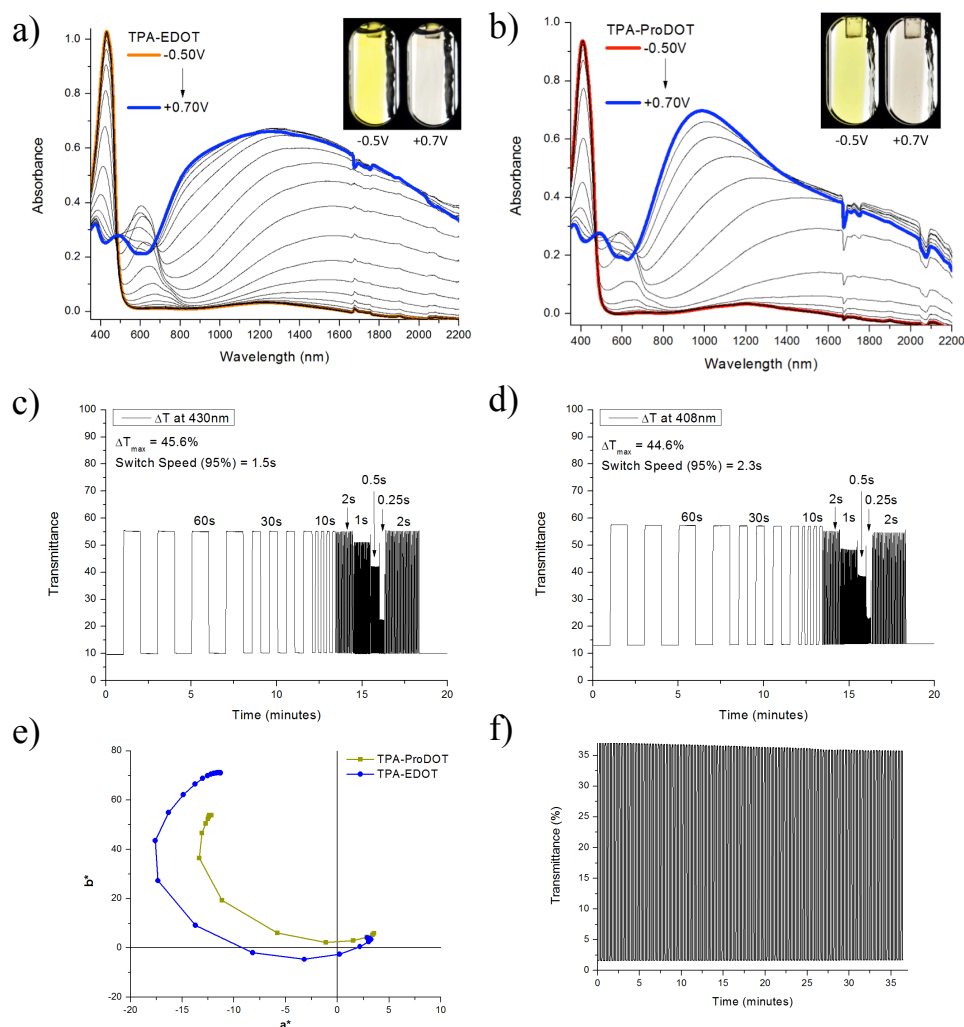 a)
TPA-EDOT
-0.50V
+0.70V
-0.5V
+0.7V
Absorbance
1.0
0.8
0.6
0.4
0.2
0.0
400 600 800 1000 1200 1400 1600 1800 2000 2200
Wavelength (nm)
b)
TPA-ProDOT
-0.50V
+0.70V
-0.5V
+0.7V
Absorbance
1.0
0.8
0.6
0.4
0.2
0.0
400 600 800 1000 1200 1400 1600 1800 2000 2200
Wavelength (nm)
c)
ΔT at 430nm
ΔTmax = 45.6%
Switch Speed (95%) = 1.5s
60s
30s
10s
2s
1s
0.5s
0.25s
2s
Transmittance
100
90
80
70
60
50
40
30
20
10
0
0 5 10 15 20
Time (minutes)
d)
ΔT at 408nm
ΔTmax = 44.6%
Switch Speed (95%) = 2.3s
60s
30s
10s
2s
1s
0.5s
0.25s
2s
Transmittance
100
90
80
70
60
50
40
30
20
10
0
0 5 10 15 20
Time (minutes)
e)
TPA-ProDOT
TPA-EDOT
b*
80
60
40
20
0
-20
-20 -15 -10 -5 0 5 10
a*
f)
Transmittance (%)
35
30
25
20
15
10
5
0
0 5 10 15 20 25 30 35
Time (minutes)